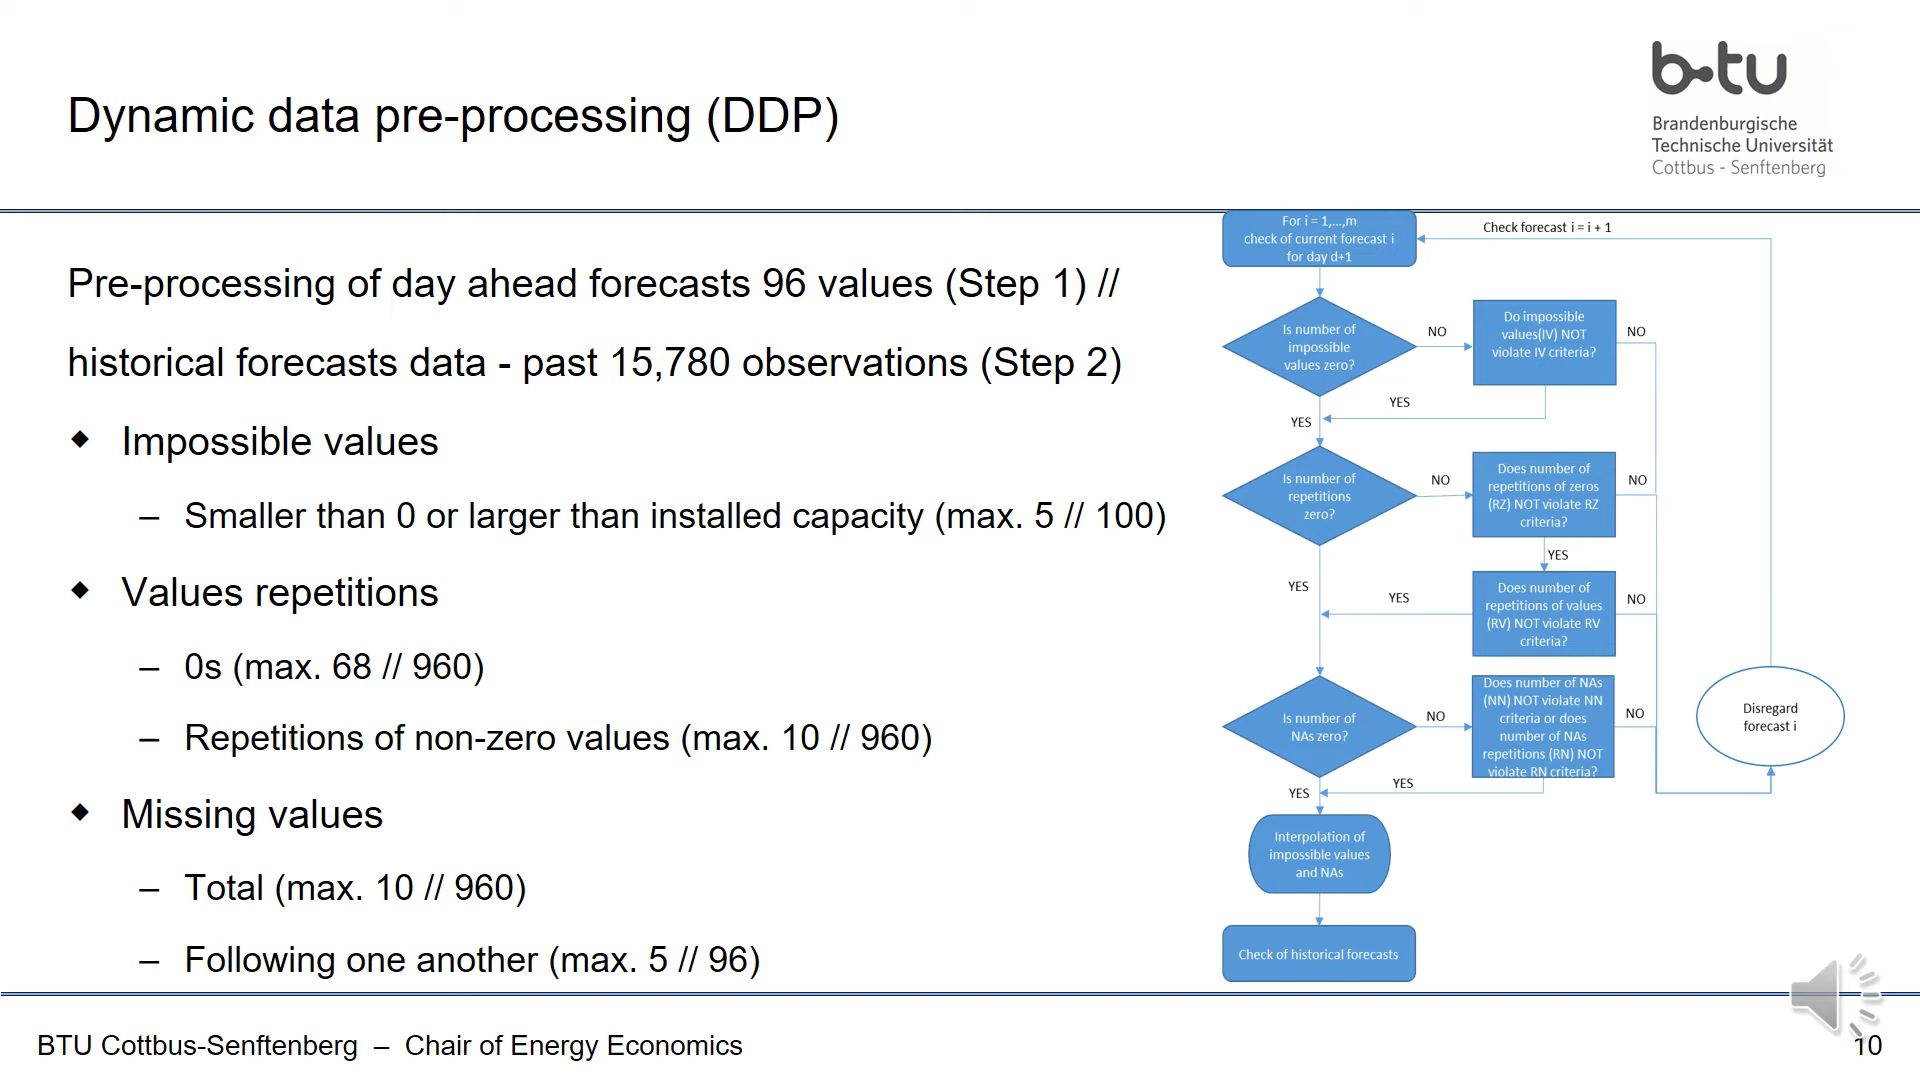 Dynamic data pre-processing (DDP)
b-tu
Brandenburgische
Technische Universität
Cottbus - Senftenberg
Pre-processing of day ahead forecasts 96 values (Step 1) //
historical forecasts data - past 15,780 observations (Step 2)
◆ Impossible values
– Smaller than 0 or larger than installed capacity (max. 5 // 100)
◆ Values repetitions
– 0s (max. 68 // 960)
– Repetitions of non-zero values (max. 10 // 960)
◆ Missing values
– Total (max. 10 // 960)
– Following one another (max. 5 // 96)
For i = 1,...,m
check of current forecast i
for day d+1
Check forecast i = i + 1
Is number of
impossible
values zero?
NO
Do impossible
values(IV) NOT
violate IV criteria?
NO
YES
YES
Is number of
repetitions
zero?
NO
Does number of
repetitions of zeros
(RZ) NOT violate RZ
criteria?
NO
YES
YES
YES
Does number of
repetitions of values
(RV) NOT violate RV
criteria?
NO
Is number of
NAs zero?
NO
Does number of NAs
(NN) NOT violate NN
criteria or does
number of NAs
repetitions (RN) NOT
violate RN criteria?
NO
Disregard
forecast i
YES
YES
Interpolation of
impossible values
and NAs
Check of historical forecasts
BTU Cottbus-Senftenberg – Chair of Energy Economics
10